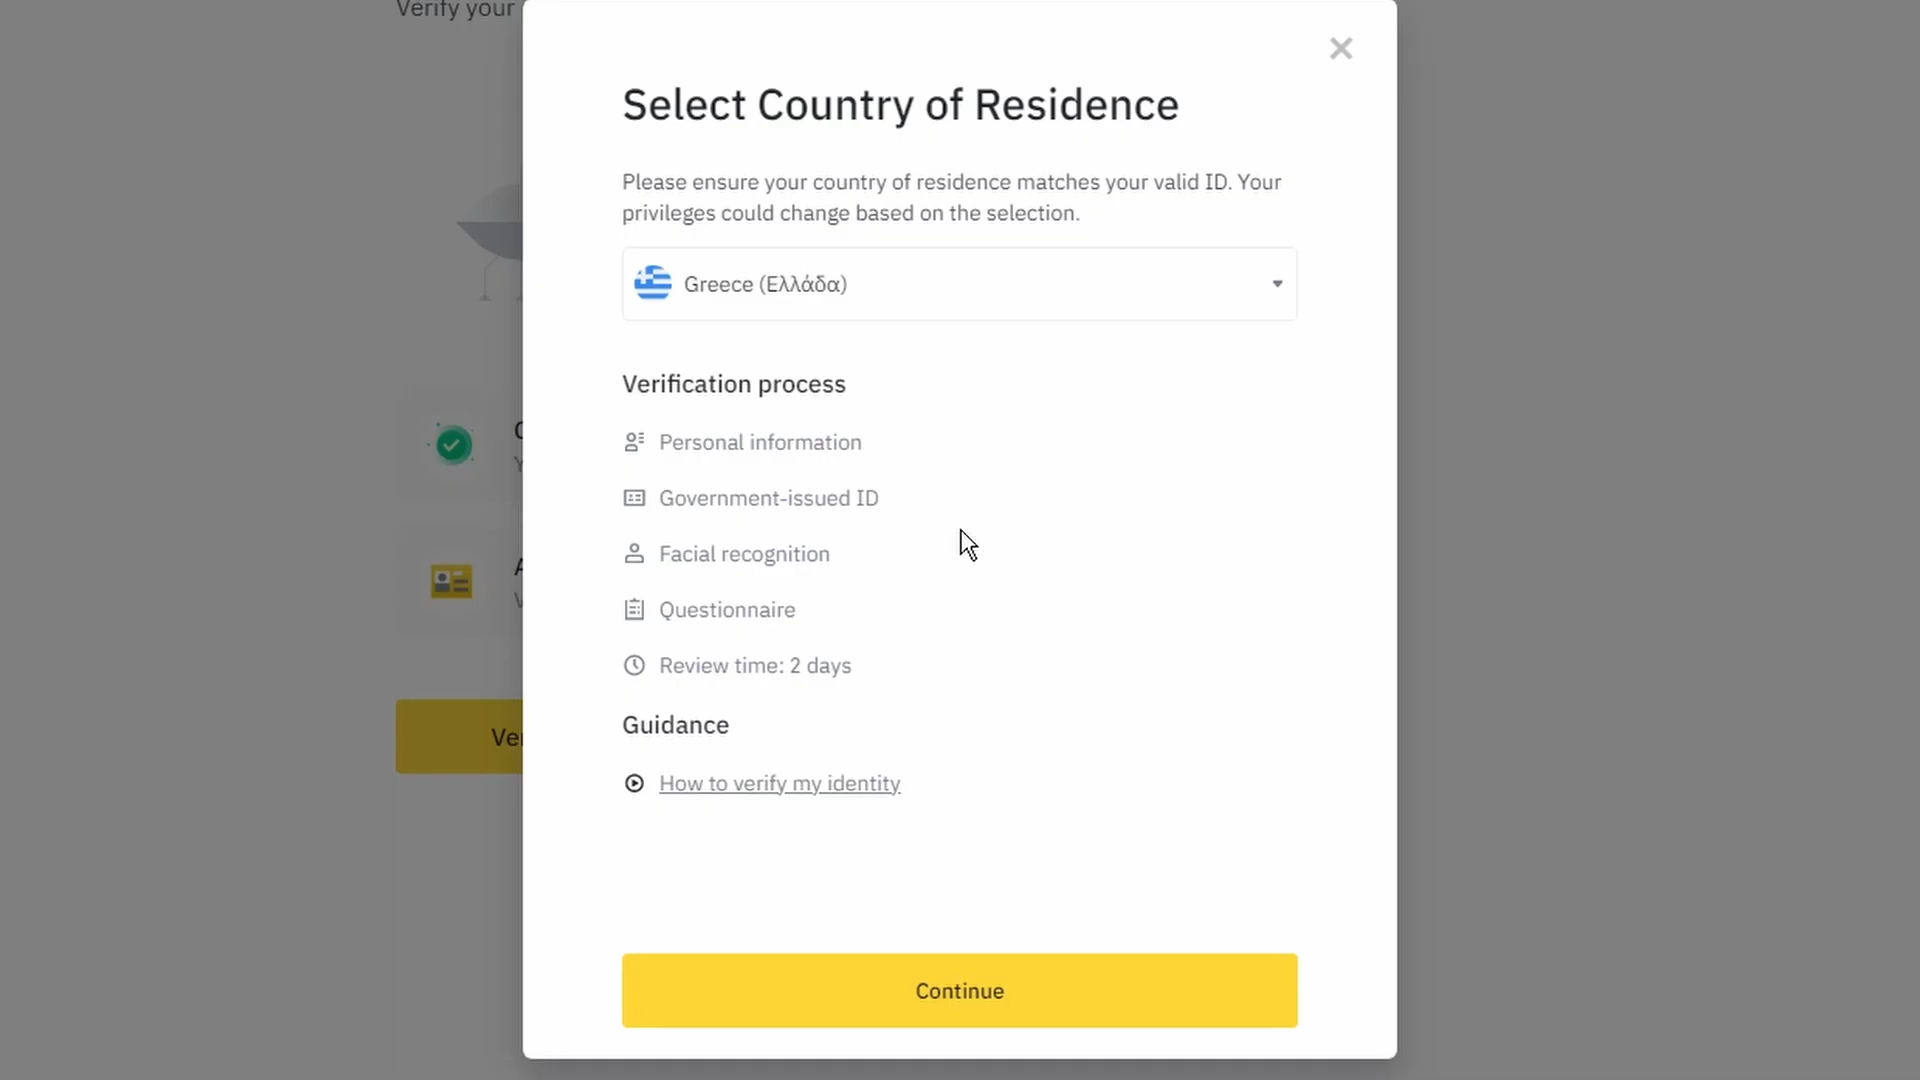 Verify your
Select Country of Residence
Please ensure your country of residence matches your valid ID. Your
privileges could change based on the selection.
Greece (Ελλάδα)
Verification process
Personal information
Government-issued ID
Facial recognition
Questionnaire
Review time: 2 days
Guidance
How to verify my identity
Continue